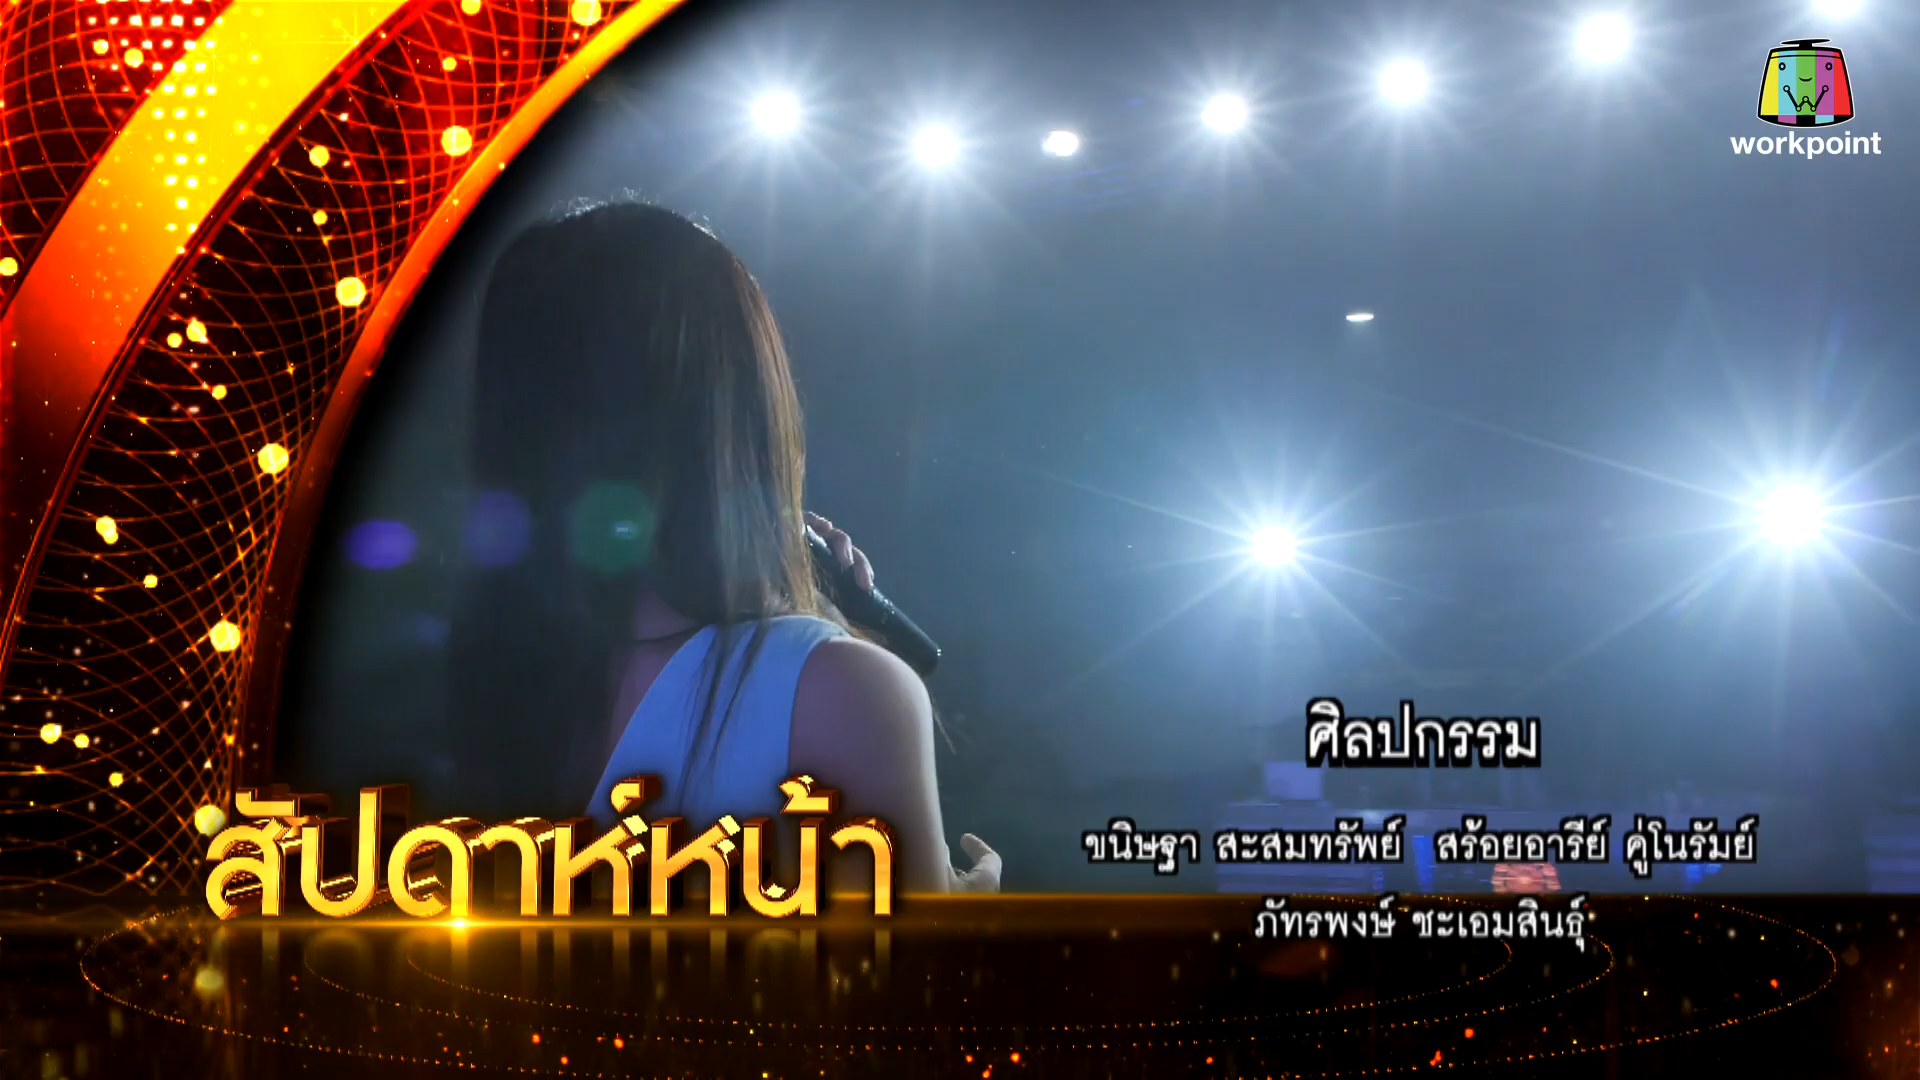 workpoint
ศิลปกรรม
สัปดาห์หน้า
ขนิษฐา สะสมทรัพย์ สร้อยอารีย์ คู่โนรัมย์
ภัทรพงษ์ ชะเอมสินธุ์